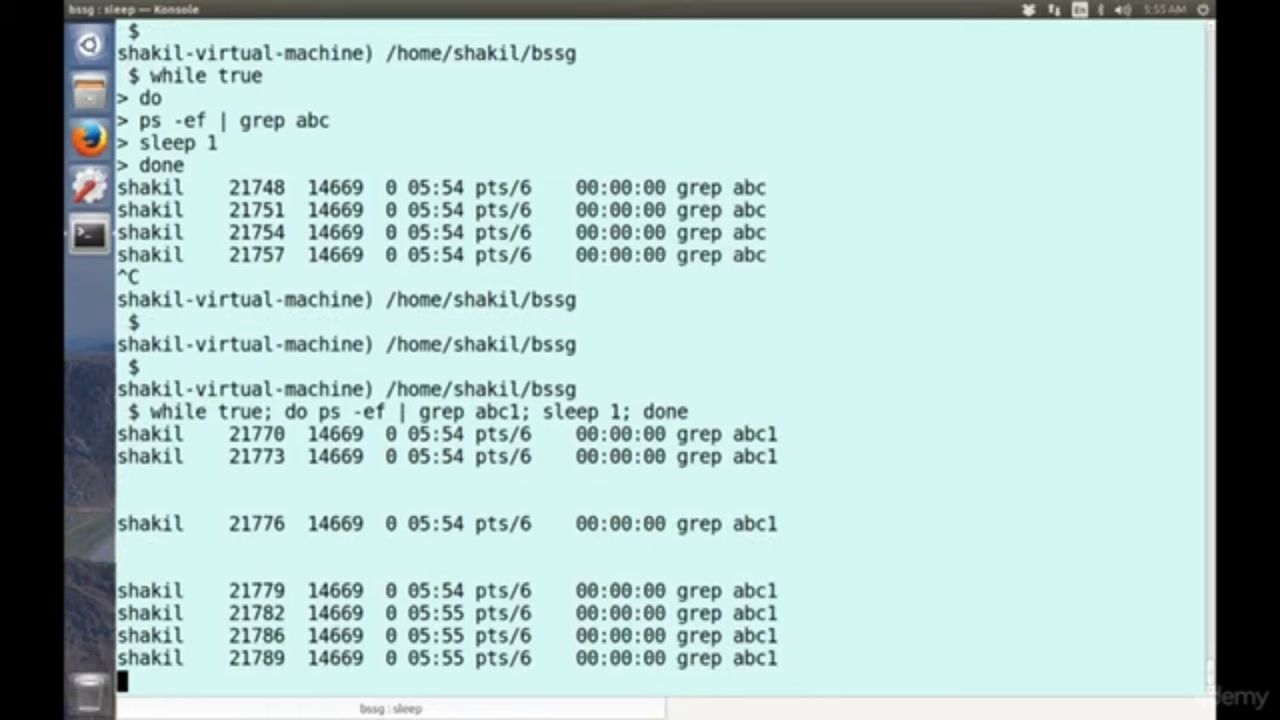 bssg : sleep — Konsole
En
5:55 AM
$
shakil-virtual-machine) /home/shakil/bssg
$ while true
> do
> ps -ef | grep abc
> sleep 1
> done
shakil 21748 14669 0 05:54 pts/6 00:00:00 grep abc
shakil 21751 14669 0 05:54 pts/6 00:00:00 grep abc
shakil 21754 14669 0 05:54 pts/6 00:00:00 grep abc
shakil 21757 14669 0 05:54 pts/6 00:00:00 grep abc
^C
shakil-virtual-machine) /home/shakil/bssg
$
shakil-virtual-machine) /home/shakil/bssg
$
shakil-virtual-machine) /home/shakil/bssg
$ while true; do ps -ef | grep abc1; sleep 1; done
shakil 21770 14669 0 05:54 pts/6 00:00:00 grep abc1
shakil 21773 14669 0 05:54 pts/6 00:00:00 grep abc1
shakil 21776 14669 0 05:54 pts/6 00:00:00 grep abc1
shakil 21779 14669 0 05:54 pts/6 00:00:00 grep abc1
shakil 21782 14669 0 05:55 pts/6 00:00:00 grep abc1
shakil 21786 14669 0 05:55 pts/6 00:00:00 grep abc1
shakil 21789 14669 0 05:55 pts/6 00:00:00 grep abc1
bssg : sleep
udemy